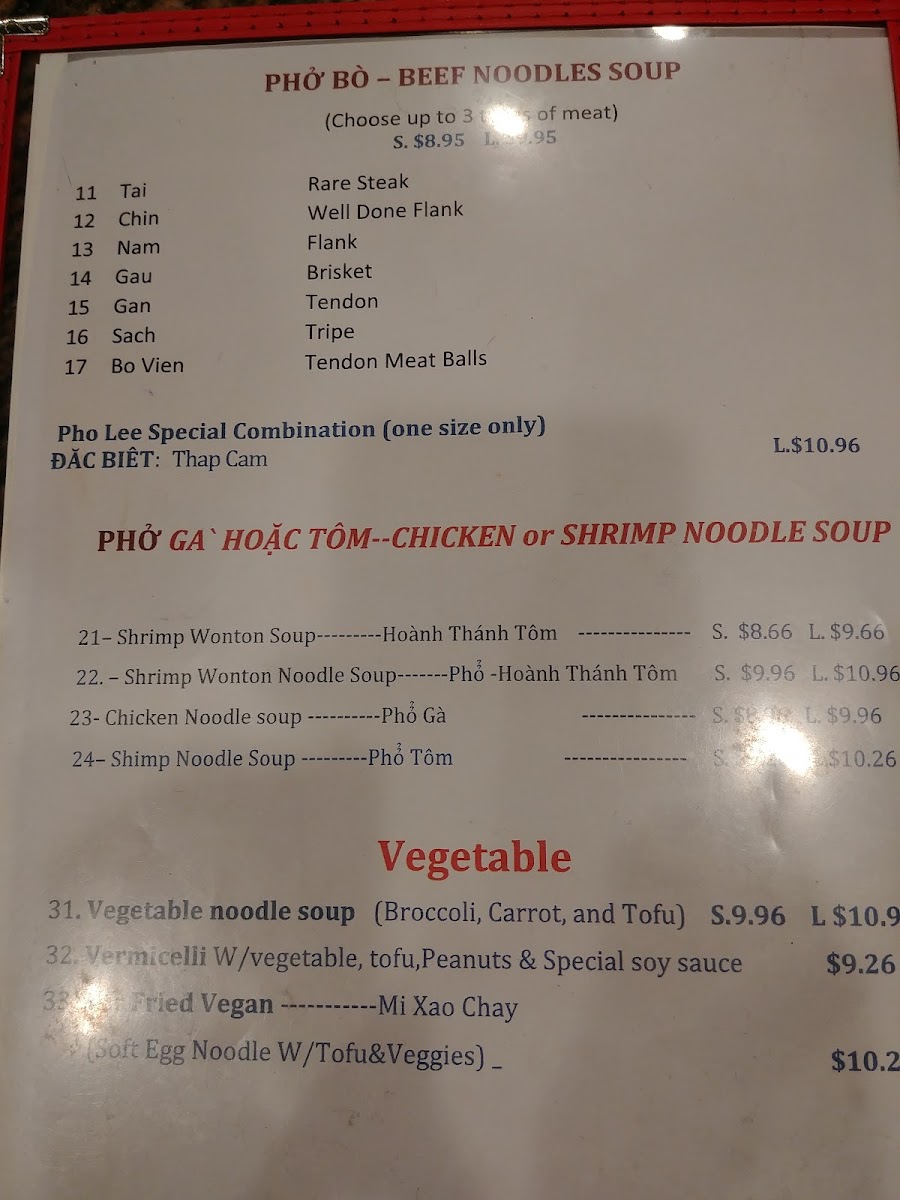 PHỞ BÒ – BEEF NOODLES SOUP
(Choose up to 3 of meat)
S. $8.95 L.
11 Tai Rare Steak
12 Chin Well Done Flank
13 Nam Flank
14 Gau Brisket
15 Gan Tendon
16 Sach Tripe
17 Bo Vien Tendon Meat Balls
Pho Lee Special Combination (one size only)
ĐĂC BIÊT: Thap Cam L.$10.96
PHỞ GA` HOẶC TÔM--CHICKEN or SHRIMP NOODLE SOUP
21– Shrimp Wonton Soup---------Hoành Thánh Tôm --------------- S. $8.66 L. $9.66
22. – Shrimp Wonton Noodle Soup-------Phổ -Hoành Thánh Tôm S. $9.96 L. $10.96
23- Chicken Noodle soup ----------Phổ Gà --------------- S. L. $9.96
24– Shimp Noodle Soup ---------Phổ Tôm ---------------- S. $10.26
Vegetable
31. Vegetable noodle soup (Broccoli, Carrot, and Tofu) S.9.96 L $10.9
32. Vermicelli W/vegetable, tofu,Peanuts & Special soy sauce $9.26
33 Fried Vegan -----------Mi Xao Chay
(Soft Egg Noodle W/Tofu&Veggies) _ $10.2